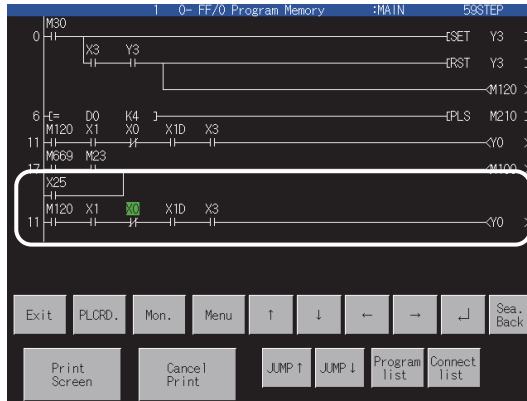 1 0- FF/0 Program Memory :MAIN 59STEP
M30
0 [SET Y3 ]
X3 Y3
[RST Y3 ]
<M120 >
6 [= D0 K4 ] [PLS M210 ]
M120 X1 X0 X1D X3
11 <Y0 >
M669 M23
17 <M100 >
X25
M120 X1 X0 X1D X3
11 <Y0 >
Exit PLCRD. Mon. Menu ↑ ↓ ← → ↵ Sea. Back
Print Screen Cancel Print JUMP↑ JUMP↓ Program list Connect list